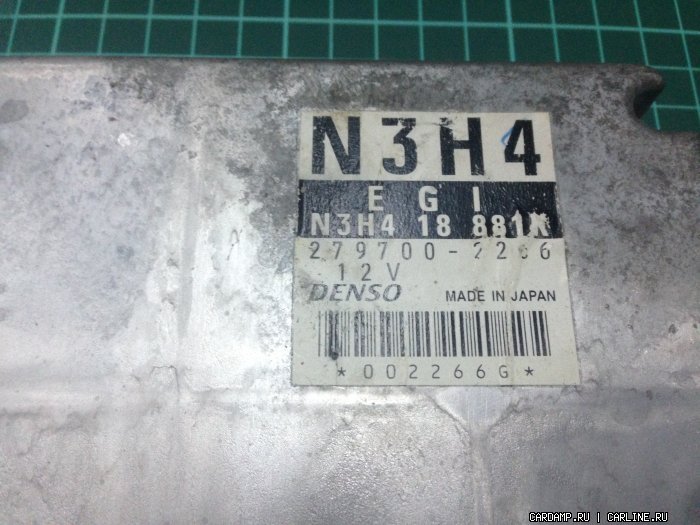 N3H4
E G I
N3H4 18 881K
279700-2266
12V
DENSO MADE IN JAPAN
*002266G*
CARDAMP.RU | CARLINE.RU